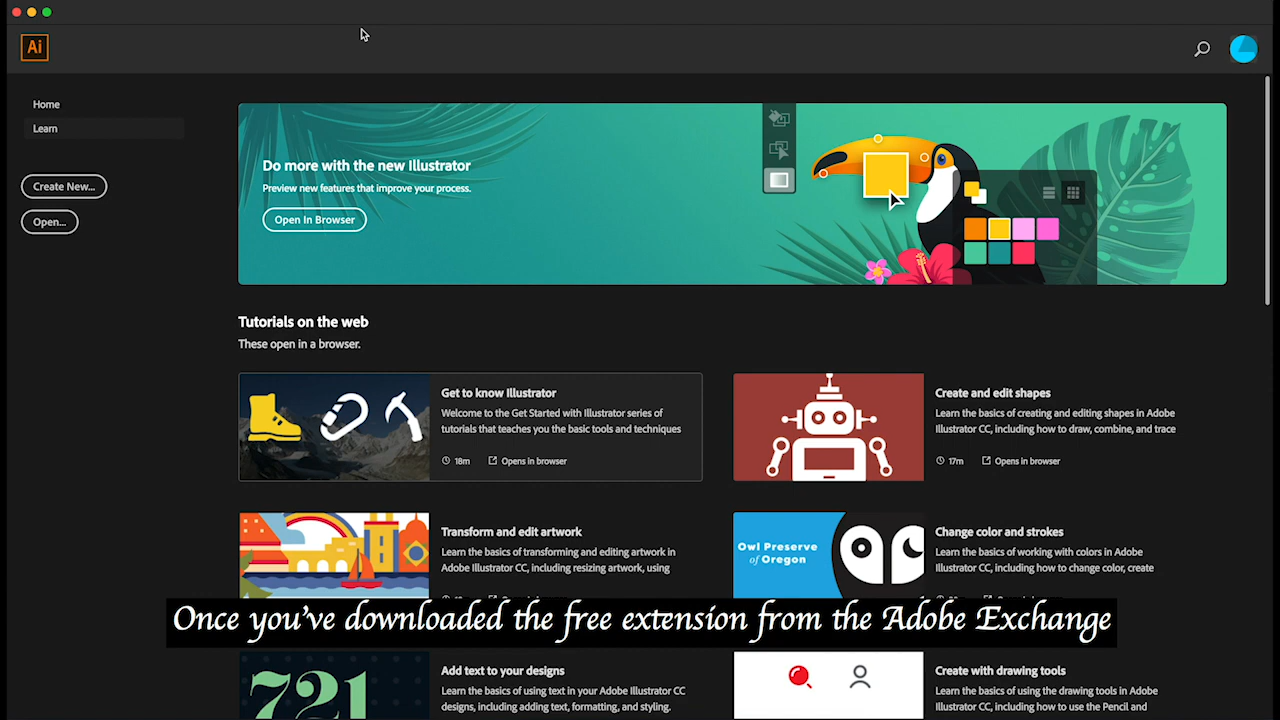 Ai
Home
Learn
Create New...
Open...
Do more with the new Illustrator
Preview new features that improve your process.
Open In Browser
Tutorials on the web
These open in a browser.
Get to know Illustrator
Welcome to the Get Started with Illustrator series of
tutorials that teaches you the basic tools and techniques
18m Opens in browser
Create and edit shapes
Learn the basics of creating and editing shapes in Adobe
Illustrator CC, including how to draw, combine, and trace
17m Opens in browser
Transform and edit artwork
Learn the basics of transforming and editing artwork in
Adobe Illustrator CC, including resizing artwork, using
Owl Preserve
of Oregon
Change color and strokes
Learn the basics of working with colors in Adobe
Illustrator CC, including how to change color, create
Once you've downloaded the free extension from the Adobe Exchange
721
Add text to your designs
Learn the basics of using text in your Adobe Illustrator CC
designs, including adding text, formatting, and styling.
Create with drawing tools
Learn the basics of using the drawing tools in Adobe
Illustrator CC, including how to use the Pencil and